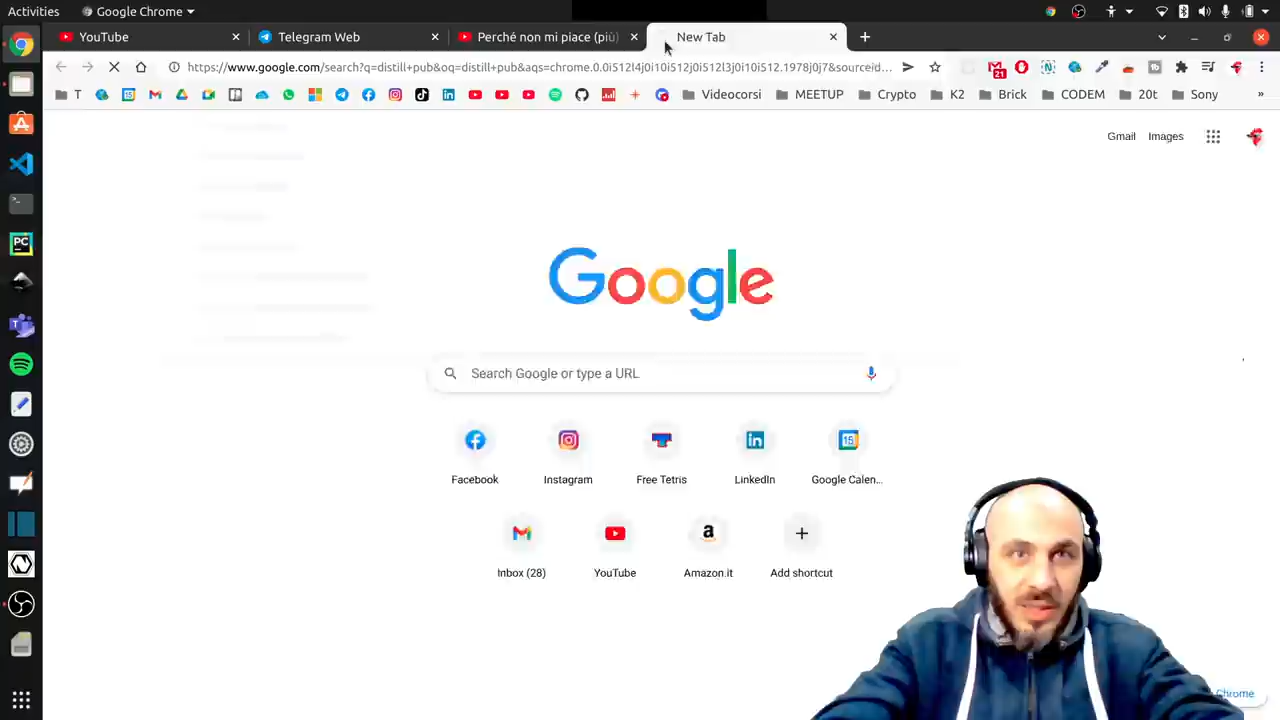 Activities
Google Chrome
YouTube
Telegram Web
Perché non mi piace (più)
New Tab
https://www.google.com/search?q=distill+pub&oq=distill+pub&aqs=chrome.0.0i512l4j0i10i512j0i512l3j0i10i512.1978j0j7&sourceid...
21
T
Videocorsi
MEETUP
Crypto
K2
Brick
CODEM
20t
Sony
»
Gmail
Images
Google
Search Google or type a URL
15
Facebook
Instagram
Free Tetris
LinkedIn
Google Calen...
Inbox (28)
YouTube
Amazon.it
Add shortcut
Chrome
PC